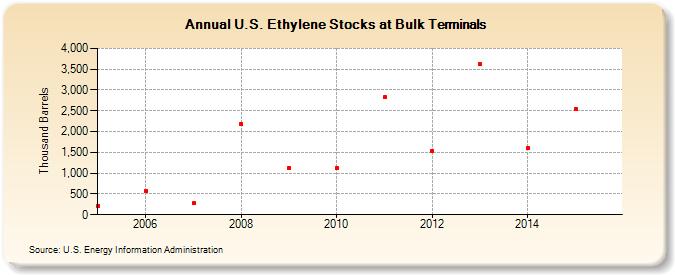 Annual U.S. Ethylene Stocks at Bulk Terminals
Thousand Barrels
4,000
3,500
3,000
2,500
2,000
1,500
1,000
500
0
2006 2008 2010 2012 2014
Source: U.S. Energy Information Administration